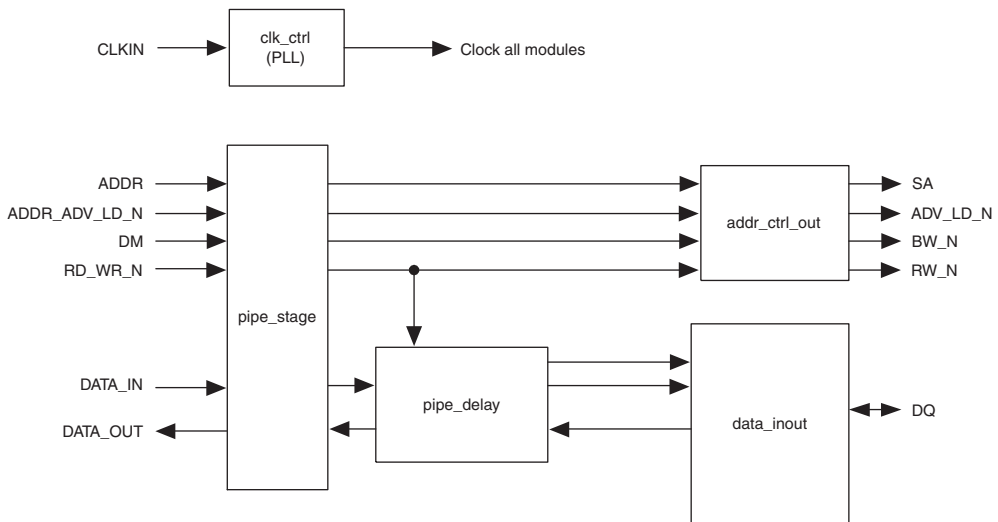 CLKIN
clk_ctrl
(PLL)
Clock all modules
ADDR
ADDR_ADV_LD_N
DM
RD_WR_N
pipe_stage
addr_ctrl_out
SA
ADV_LD_N
BW_N
RW_N
DATA_IN
DATA_OUT
pipe_delay
data_inout
DQ